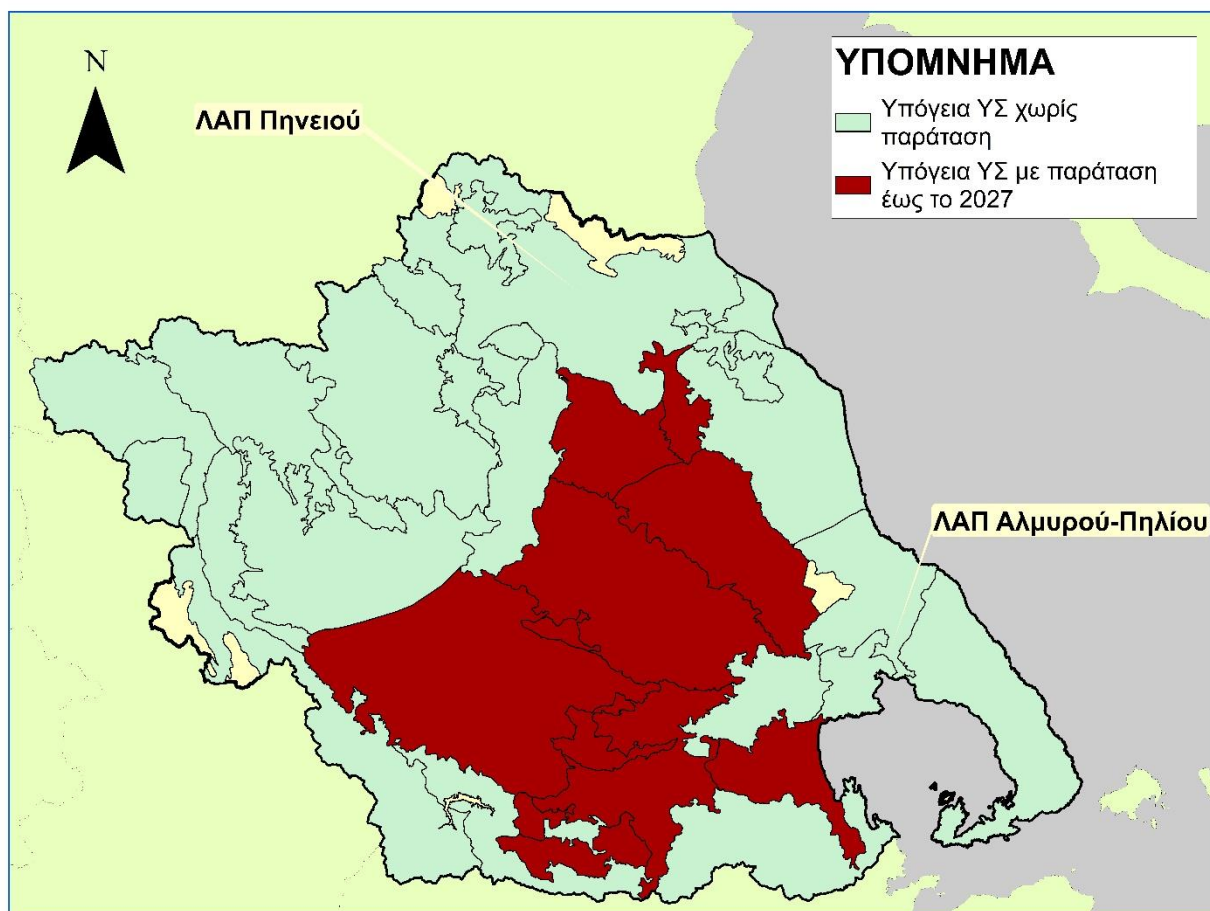 N
ΛΑΠ Πηνειού
ΥΠΟΜΝΗΜΑ
Υπόγεια ΥΣ χωρίς
παράταση
Υπόγεια ΥΣ με παράταση
έως το 2027
ΛΑΠ Αλμυρού-Πηλίου